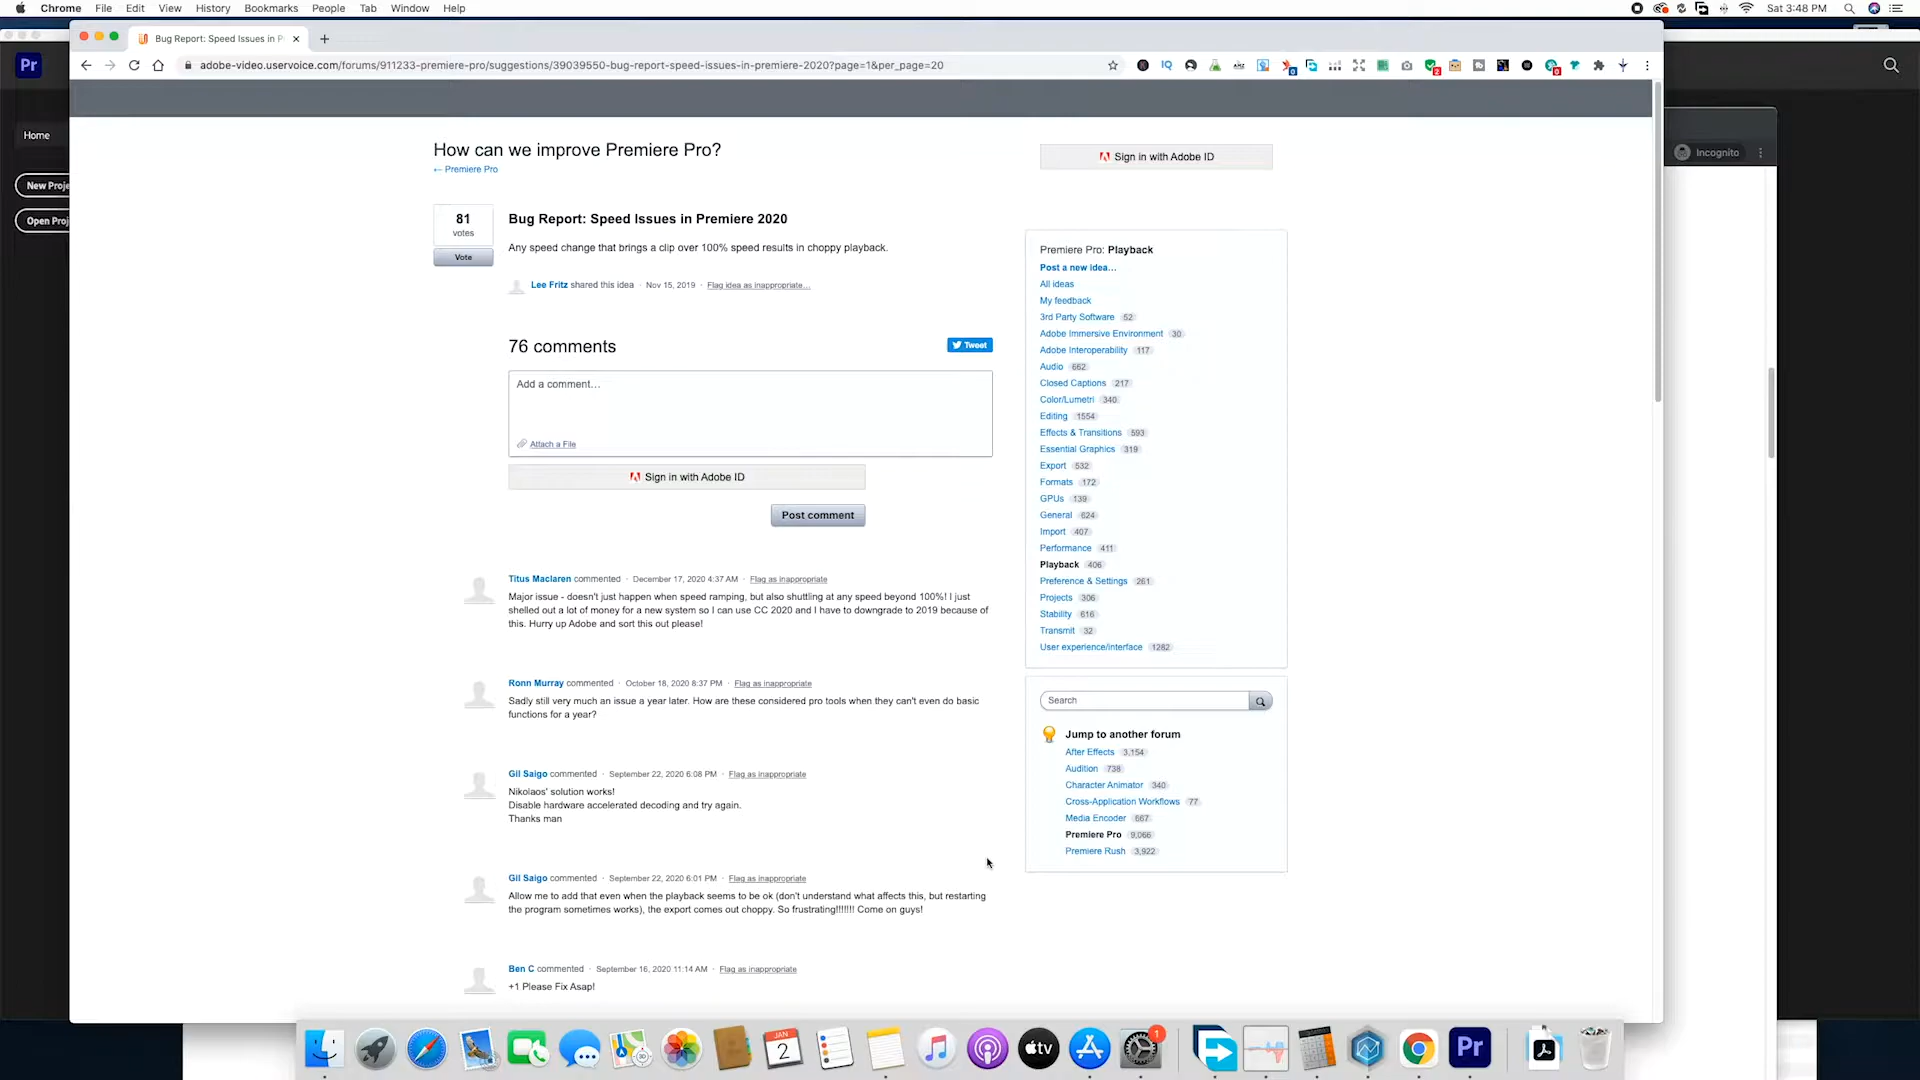 Chrome File Edit View History Bookmarks People Tab Window Help
Sat 3:48 PM
Bug Report: Speed Issues in P
adobe-video.uservoice.com/forums/911233-premiere-pro/suggestions/39039550-bug-report-speed-issues-in-premiere-2020?page=1&per_page=20
Pr
Home
New Proje
Open Proj
Incognito
How can we improve Premiere Pro?
← Premiere Pro
Sign in with Adobe ID
81
votes
Vote
Bug Report: Speed Issues in Premiere 2020
Any speed change that brings a clip over 100% speed results in choppy playback.
Lee Fritz shared this idea · Nov 15, 2019 · Flag idea as inappropriate…
76 comments
Tweet
Add a comment…
Attach a File
Sign in with Adobe ID
Post comment
Titus Maclaren commented · December 17, 2020 4:37 AM · Flag as inappropriate
Major issue - doesn't just happen when speed ramping, but also shuttling at any speed beyond 100%! I just
shelled out a lot of money for a new system so I can use CC 2020 and I have to downgrade to 2019 because of
this. Hurry up Adobe and sort this out please!
Ronn Murray commented · October 18, 2020 8:37 PM · Flag as inappropriate
Sadly still very much an issue a year later. How are these considered pro tools when they can't even do basic
functions for a year?
Gil Saigo commented · September 22, 2020 6:08 PM · Flag as inappropriate
Nikolaos' solution works!
Disable hardware accelerated decoding and try again.
Thanks man
Gil Saigo commented · September 22, 2020 6:01 PM · Flag as inappropriate
Allow me to add that even when the playback seems to be ok (don't understand what affects this, but restarting
the program sometimes works), the export comes out choppy. So frustrating!!!!!!! Come on guys!
Ben C commented · September 16, 2020 11:14 AM · Flag as inappropriate
+1 Please Fix Asap!
Premiere Pro: Playback
Post a new idea…
All ideas
My feedback
3rd Party Software 52
Adobe Immersive Environment 30
Adobe Interoperability 117
Audio 662
Closed Captions 217
Color/Lumetri 340
Editing 1554
Effects & Transitions 593
Essential Graphics 319
Export 532
Formats 172
GPUs 139
General 624
Import 407
Performance 411
Playback 406
Preference & Settings 261
Projects 306
Stability 616
Transmit 32
User experience/interface 1282
Search
Jump to another forum
After Effects 3,154
Audition 738
Character Animator 340
Cross-Application Workflows 77
Media Encoder 667
Premiere Pro 9,066
Premiere Rush 3,922
JAN
2
tv
1
Pr